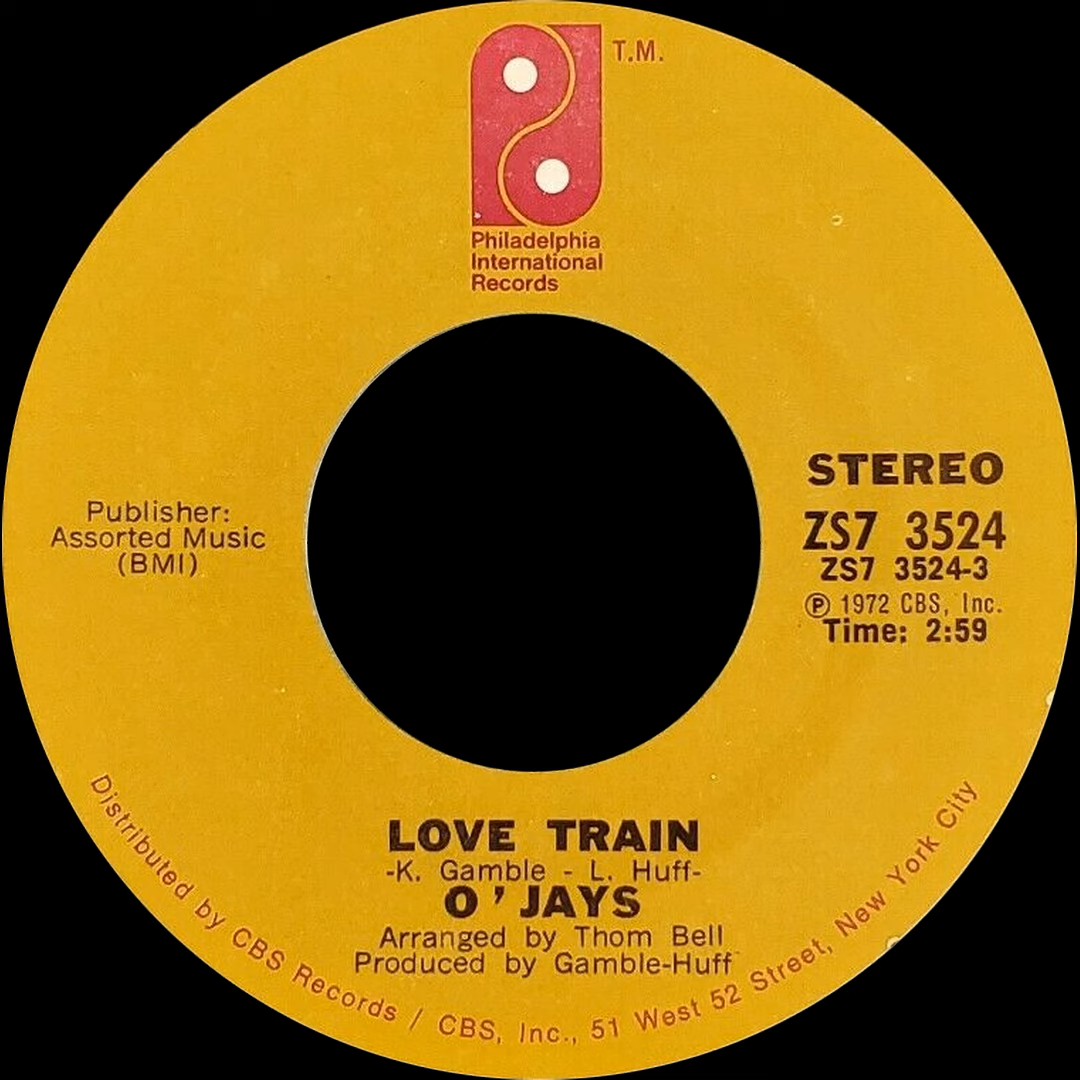 T.M.
Philadelphia
International
Records
Publisher:
Assorted Music
(BMI)
STEREO
ZS7 3524
ZS7 3524-3
Ⓟ 1972 CBS, Inc.
Time: 2:59
LOVE TRAIN
-K. Gamble - L. Huff-
O'JAYS
Arranged by Thom Bell
Produced by Gamble-Huff
Distributed by CBS Records / CBS, Inc., 51 West 52 Street, New York City